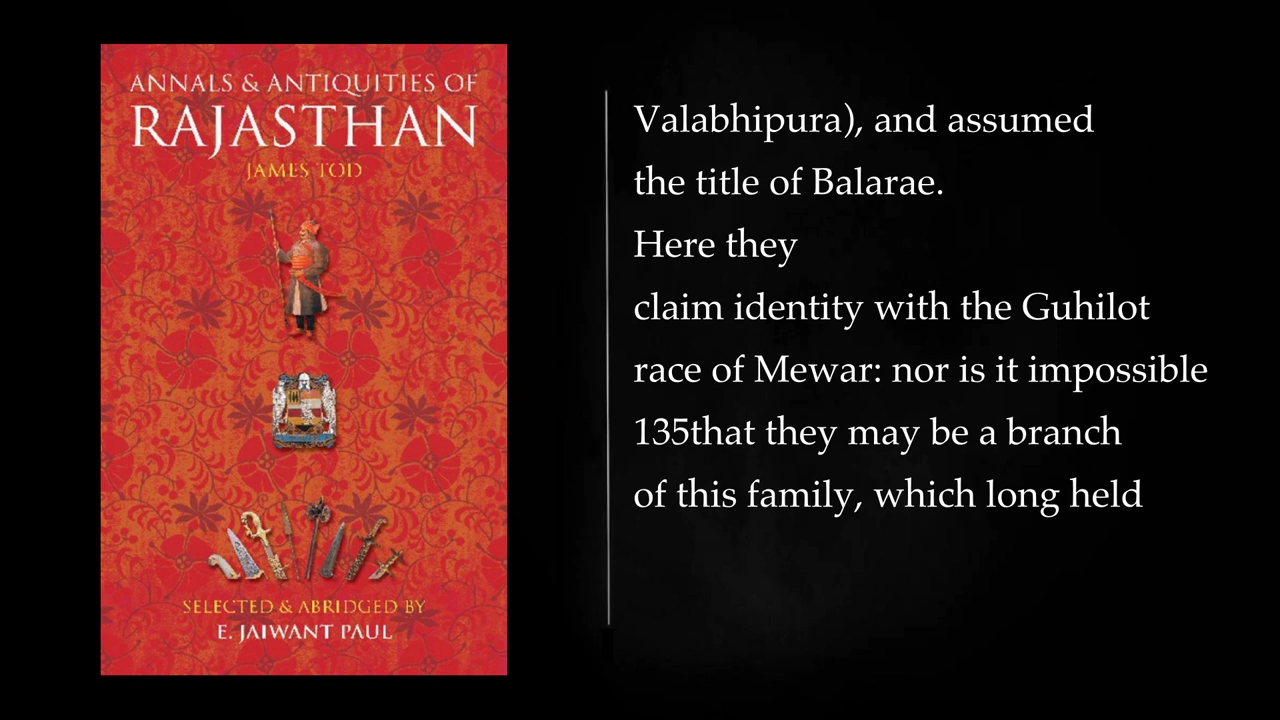 ANNALS & ANTIQUITIES OF
RAJASTHAN
JAMES TOD
SELECTED & ABRIDGED BY
E. JAIWANT PAUL
Valabhipura), and assumed
the title of Balarae.
Here they
claim identity with the Guhilot
race of Mewar: nor is it impossible
135that they may be a branch
of this family, which long held